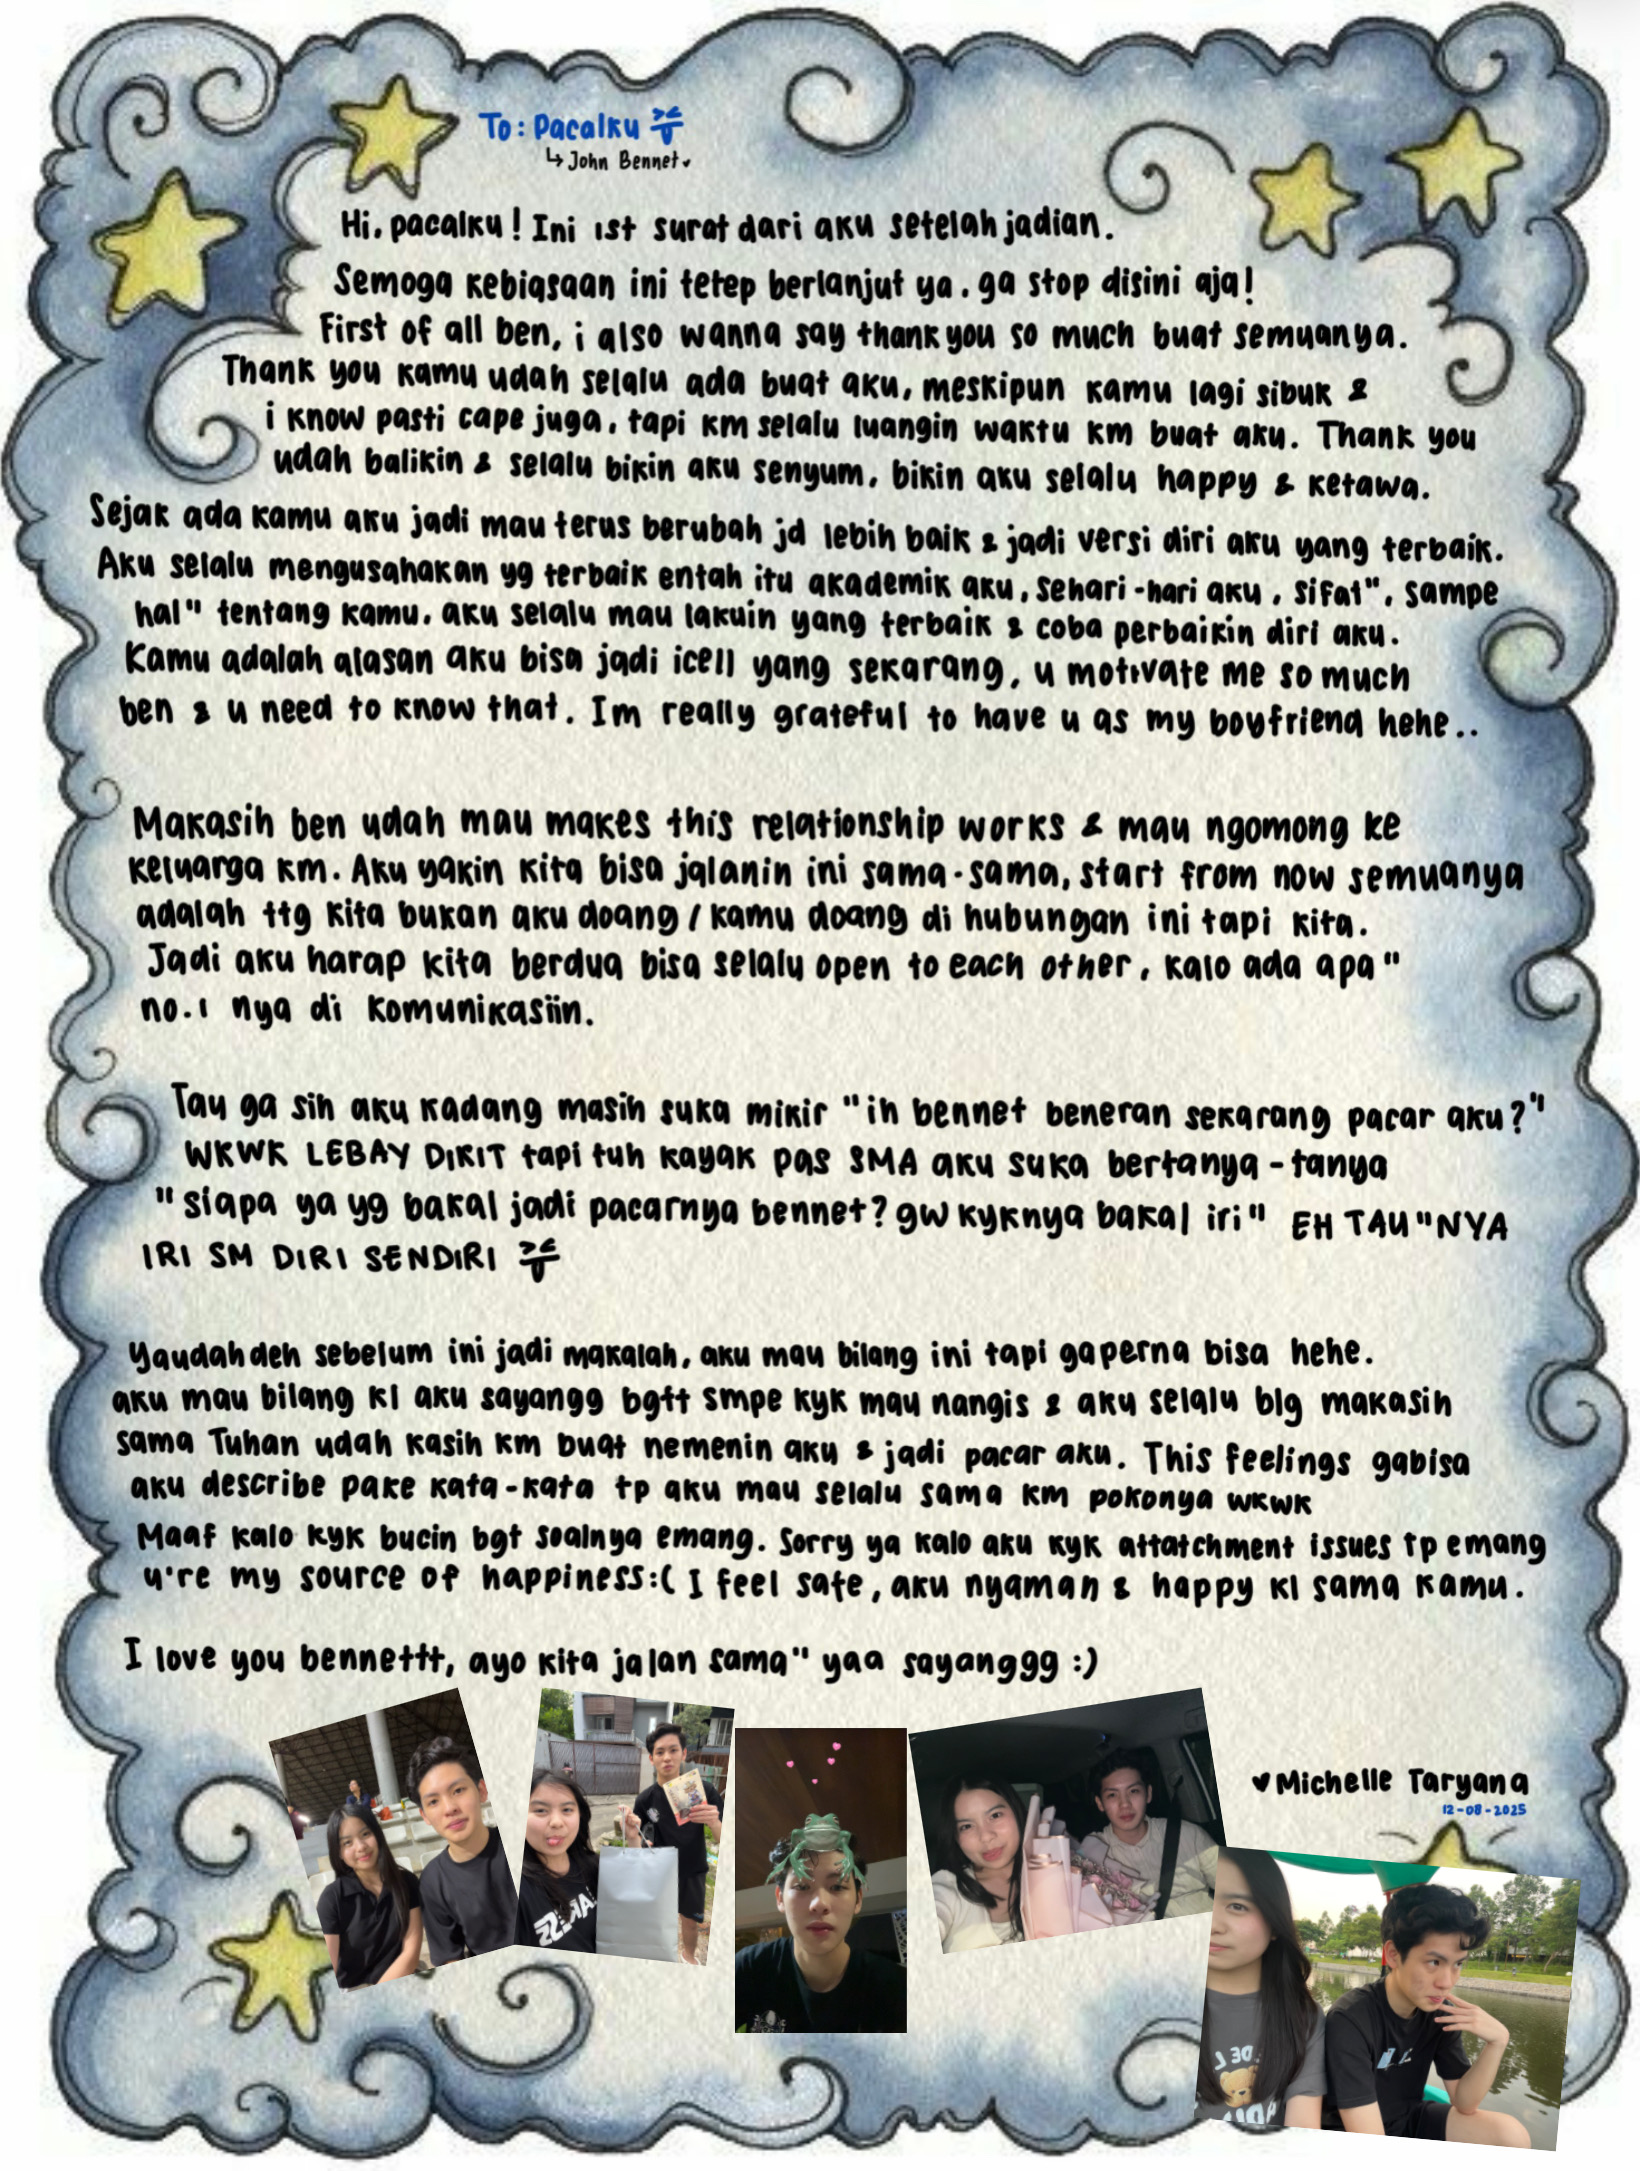 To: Pacalku
↳ John Bennet
Hi, pacalku! Ini 1st surat dari aku setelah jadian.
Semoga kebiasaan ini tetep berlanjut ya, ga stop disini aja!
First of all ben, i also wanna say thank you so much buat semuanya.
Thank you kamu udah selalu ada buat aku, meskipun kamu lagi sibuk &
i know pasti cape juga, tapi km selalu luangin waktu km buat aku. Thank you
udah balikin & selalu bikin aku senyum, bikin aku selalu happy & ketawa.
Sejak ada kamu aku jadi mau terus berubah jd lebih baik & jadi versi diri aku yang terbaik.
Aku selalu mengusahakan yg terbaik entah itu akademik aku, sehari-hari aku, sifat", sampe
hal" tentang kamu, aku selalu mau lakuin yang terbaik & coba perbaikin diri aku.
Kamu adalah alasan aku bisa jadi icell yang sekarang, u motivate me so much
ben & u need to know that. Im really grateful to have u as my boyfriend hehe..
Makasih ben udah mau makes this relationship works & mau ngomong ke
keluarga km. Aku yakin kita bisa jalanin ini sama-sama, start from now semuanya
adalah ttg kita bukan aku doang / kamu doang di hubungan ini tapi kita.
Jadi aku harap kita berdua bisa selalu open to each other, kalo ada apa"
no.1 nya di komunikasiin.
Tau ga sih aku kadang masih suka mikir "ih bennet beneran sekarang pacar aku?"
WKWK LEBAY DIKIT tapi tuh kayak pas SMA aku suka bertanya-tanya
"siapa ya yg bakal jadi pacarnya bennet? gw kyknya bakal iri" EH TAU"NYA
IRI SM DIRI SENDIRI
Yaudahdeh sebelum ini jadi makalah, aku mau bilang ini tapi gaperna bisa hehe.
aku mau bilang kl aku sayangg bgtt smpe kyk mau nangis & aku selalu blg makasih
sama Tuhan udah kasih km buat nemenin aku & jadi pacar aku. This feelings gabisa
aku describe pake kata-kata tp aku mau selalu sama km pokonya wkwk
Maaf kalo kyk bucin bgt soalnya emang. Sorry ya kalo aku kyk attatchment issues tp emang
u're my source of happiness:( I feel safe, aku nyaman & happy kl sama kamu.
I love you bennettt, ayo kita jalan sama" yaa sayanggg :)
♥Michelle Taryana
12-08-2025